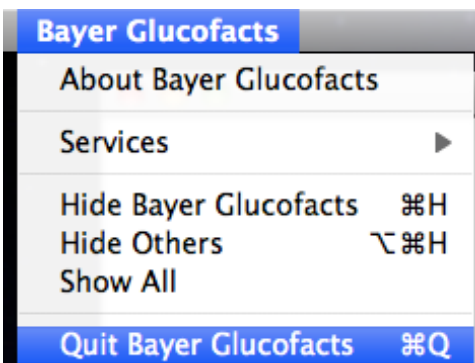 Bayer Glucofacts
About Bayer Glucofacts
Services ▶
Hide Bayer Glucofacts ⌘H
Hide Others ⌥⌘H
Show All
Quit Bayer Glucofacts ⌘Q